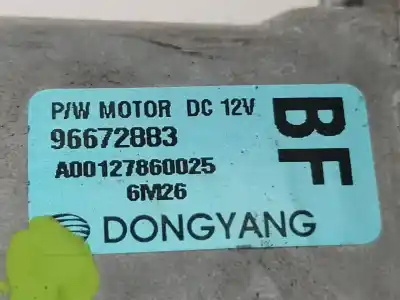 P/W MOTOR DC 12V
96672883
A00127860025
6M26
DONGYANG
BF